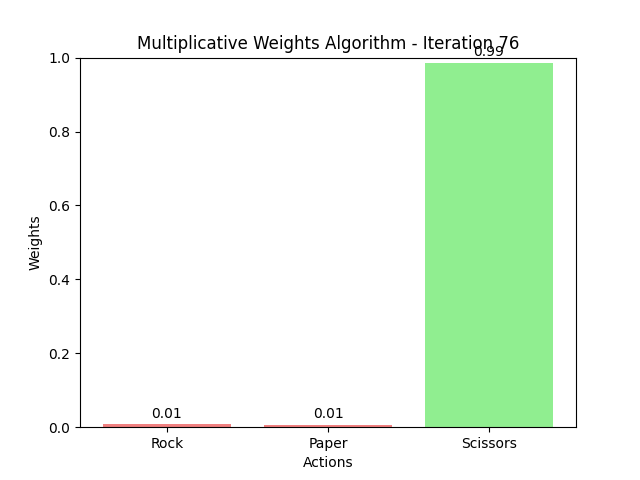 Multiplicative Weights Algorithm - Iteration 76
0.99
1.0
0.8
0.6
0.4
0.2
0.0
Weights
0.01
0.01
Rock Paper Scissors
Actions